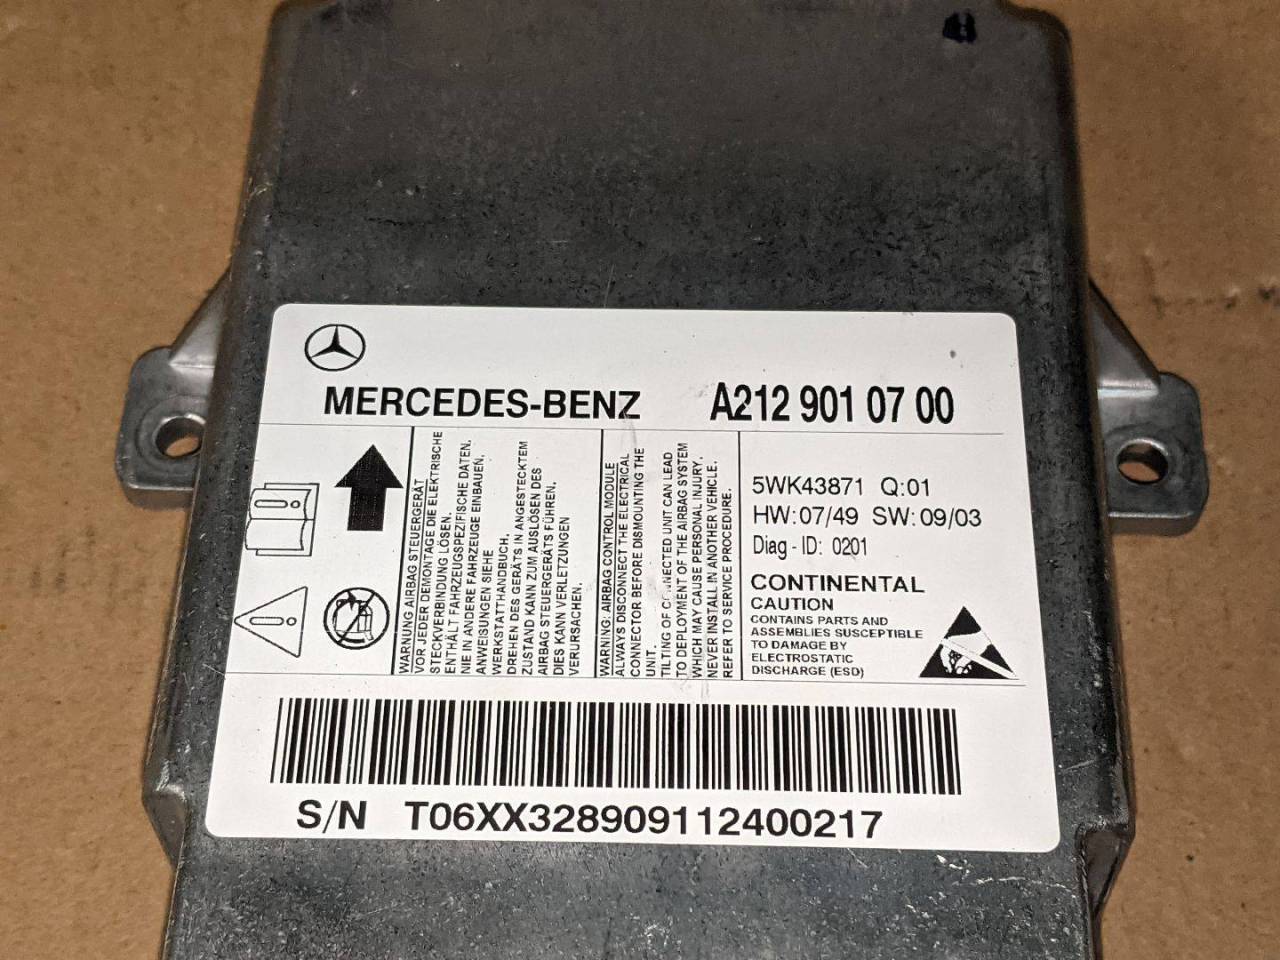 MERCEDES-BENZ
A212 901 07 00
WARNUNG AIRBAG STEUERGERÄT
VOR JEDER DEMONTAGE DIE ELEKTRISCHE
STECKVERBINDUNG LÖSEN.
ENTHÄLT FAHRZEUGSPEZIFISCHE DATEN.
NIE IN ANDERE FAHRZEUGE EINBAUEN.
ANWEISUNGEN SIEHE
WERKSTATTHANDBUCH.
DREHEN DES GERÄTS IN ANGESTECKTEM
ZUSTAND KANN ZUM AUSLÖSEN DES
AIRBAG STEUERGERÄTS FÜHREN.
DIES KANN VERLETZUNGEN
VERURSACHEN.
WARNING: AIRBAG CONTROL MODULE
ALWAYS DISCONNECT THE ELECTRICAL
CONNECTOR BEFORE DISMOUNTING THE
UNIT.
TILTING OF CONNECTED UNIT CAN LEAD
TO DEPLOYMENT OF THE AIRBAG SYSTEM
WHICH MAY CAUSE PERSONAL INJURY.
NEVER INSTALL IN ANOTHER VEHICLE.
REFER TO SERVICE PROCEDURE.
5WK43871 Q:01
HW:07/49 SW:09/03
Diag-ID: 0201
CONTINENTAL
CAUTION
CONTAINS PARTS AND
ASSEMBLIES SUSCEPTIBLE
TO DAMAGE BY
ELECTROSTATIC
DISCHARGE (ESD)
S/N T06XX328909112400217